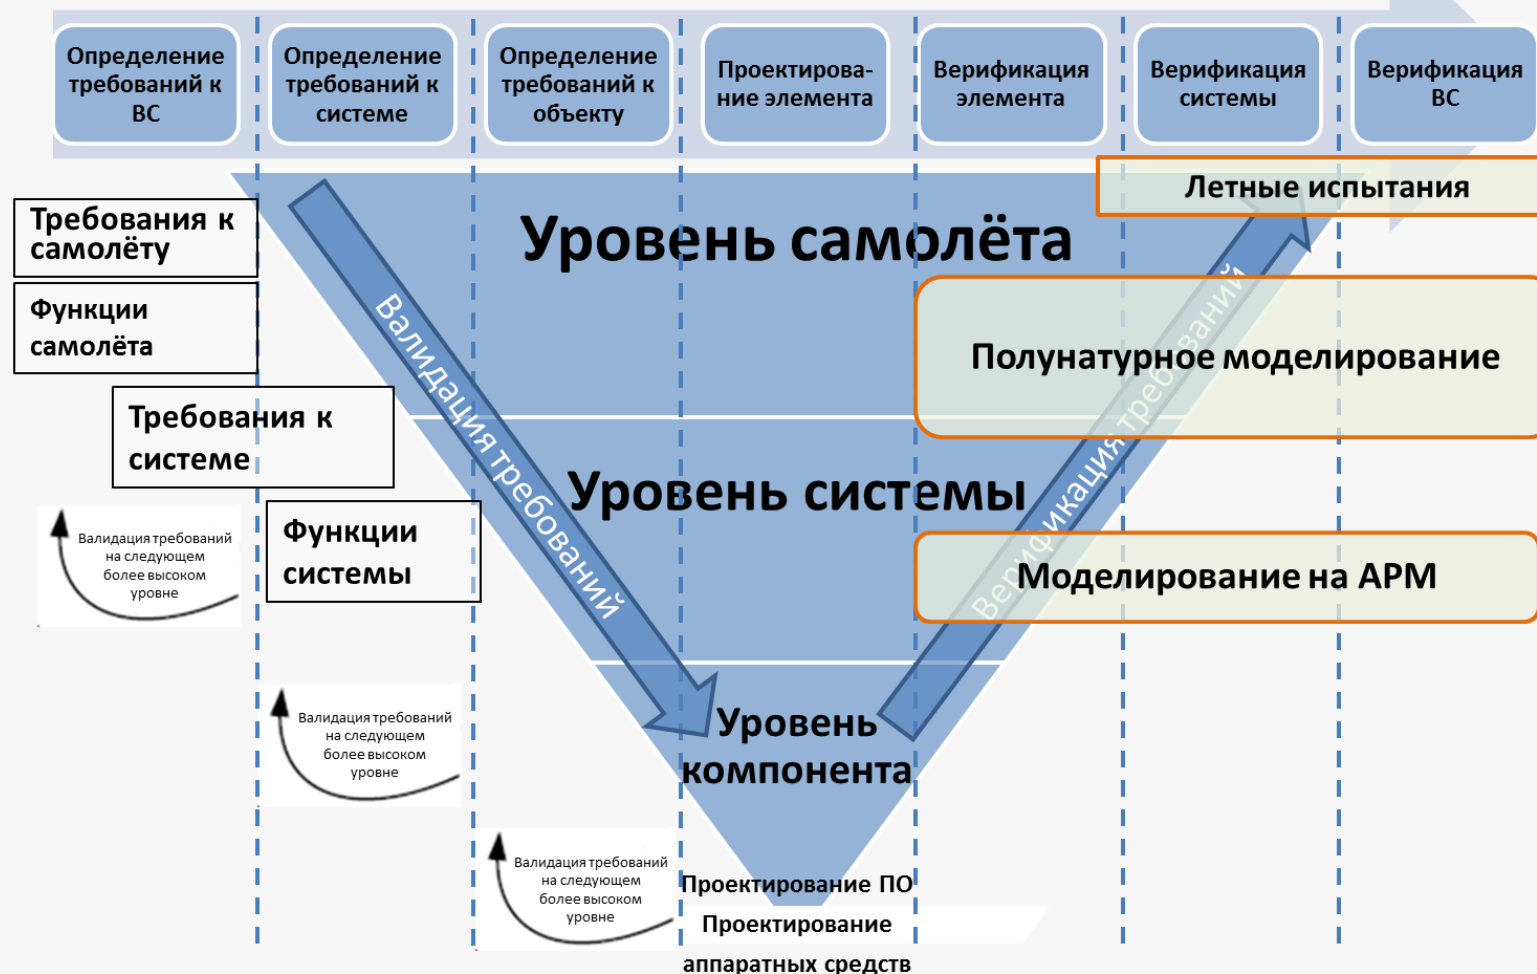 Определение
требований к
ВС
Определение
требований к
системе
Определение
требований к
объекту
Проектирова-
ние элемента
Верификация
элемента
Верификация
системы
Верификация
ВС
Летные испытания
Требования к
самолёту
Уровень самолёта
Функции
самолёта
Валидация требований
Верификация требований
Полунатурное моделирование
Требования к
системе
Уровень системы
Функции
системы
Валидация требований
на следующем
более высоком
уровне
Моделирование на АРМ
Валидация требований
на следующем
более высоком
уровне
Уровень
компонента
Валидация требований
на следующем
более высоком
уровне
Проектирование ПО
Проектирование
аппаратных средств